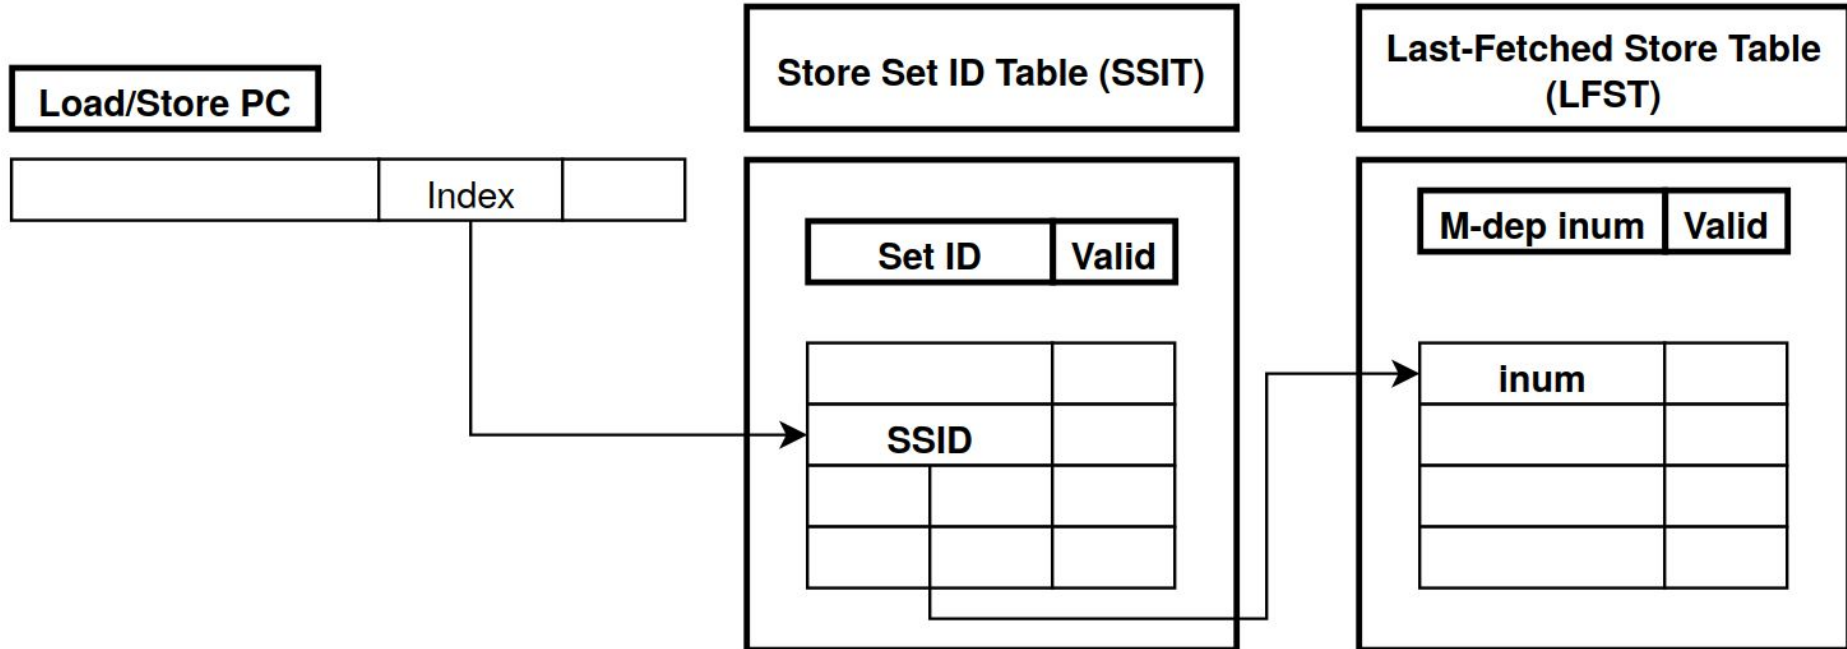 Load/Store PC
Index
Store Set ID Table (SSIT)
Set ID
Valid
SSID
Last-Fetched Store Table
(LFST)
M-dep inum
Valid
inum